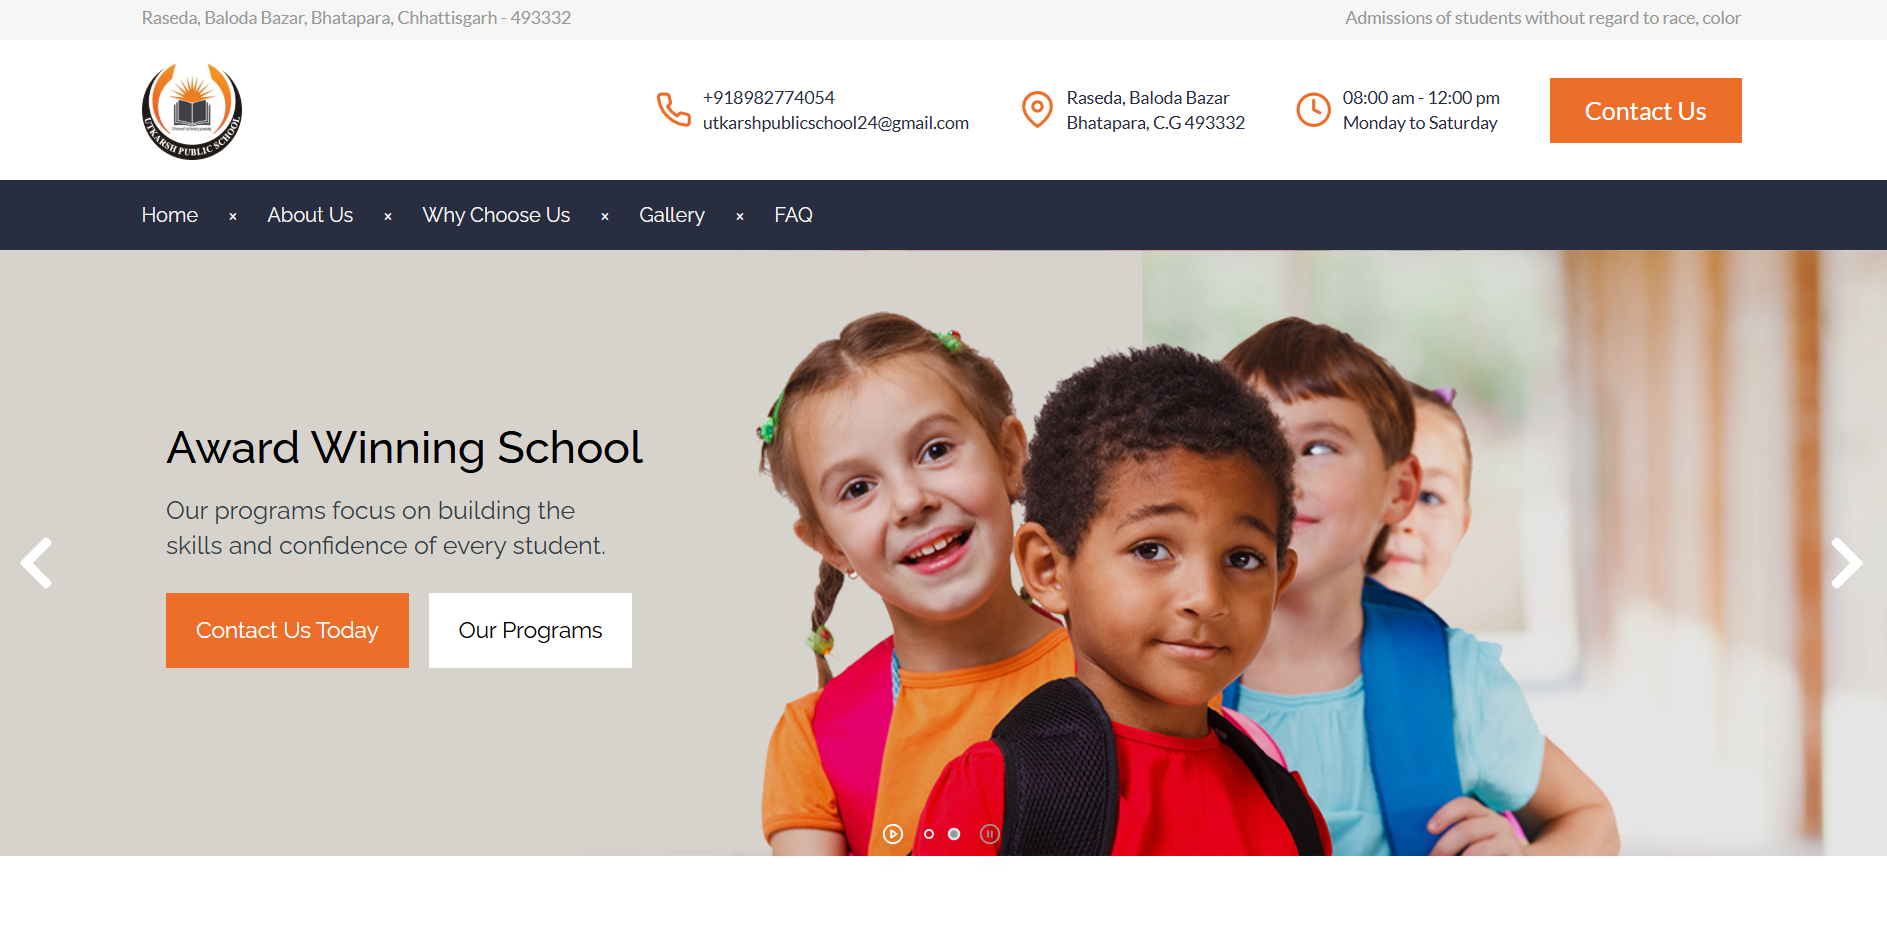 Raseda, Baloda Bazar, Bhatapara, Chhattisgarh - 493332
Admissions of students without regard to race, color
UTKARSH PUBLIC SCHOOL
+918982774054
utkarshpublicschool24@gmail.com
Raseda, Baloda Bazar
Bhatapara, C.G 493332
08:00 am - 12:00 pm
Monday to Saturday
Contact Us
Home × About Us × Why Choose Us × Gallery × FAQ
Award Winning School
Our programs focus on building the
skills and confidence of every student.
Contact Us Today
Our Programs